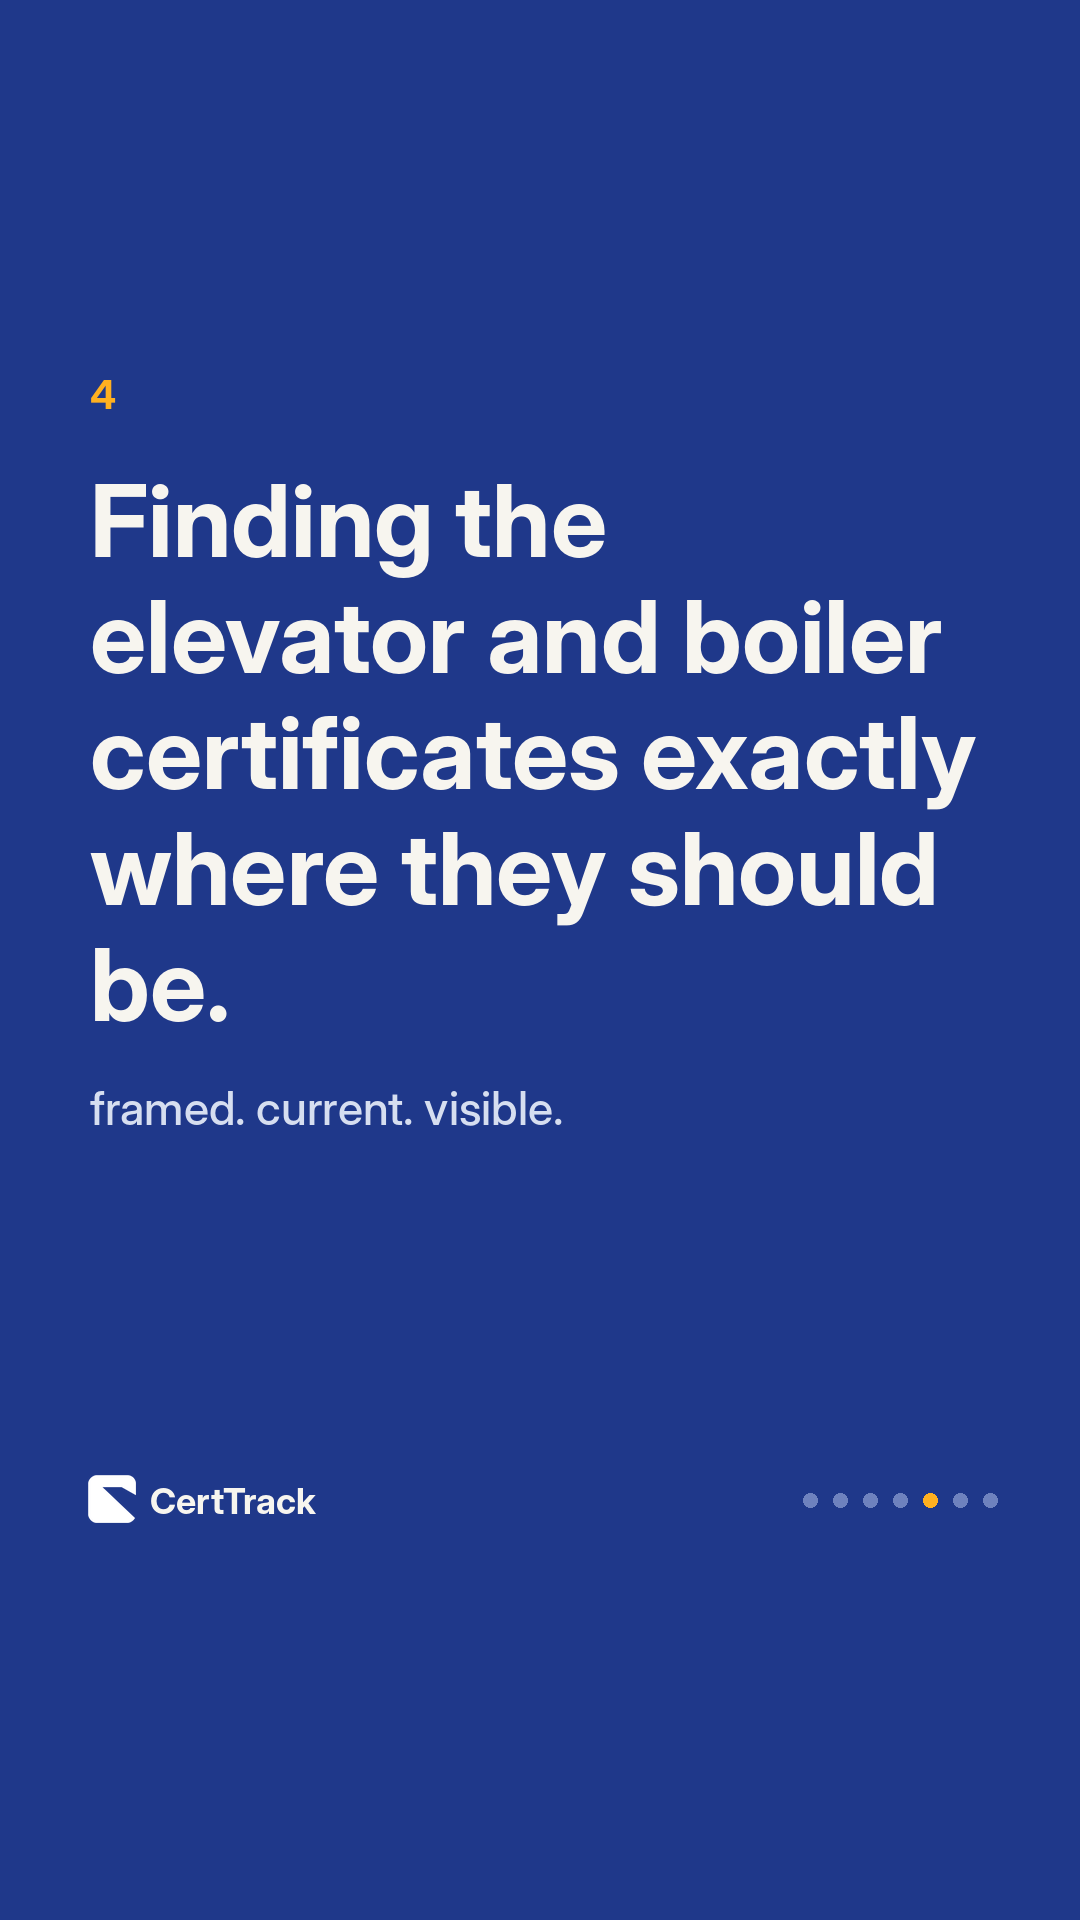 4
Finding the
elevator and boiler
certificates exactly
where they should
be.
framed. current. visible.
CertTrack